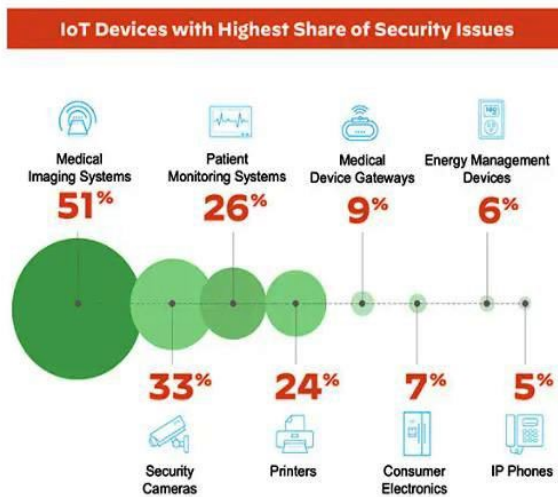 IoT Devices with Highest Share of Security Issues
Medical
Imaging Systems
51%
Patient
Monitoring Systems
26%
Medical
Device Gateways
9%
Energy Management
Devices
6%
33%
Security
Cameras
24%
Printers
7%
Consumer
Electronics
5%
IP Phones